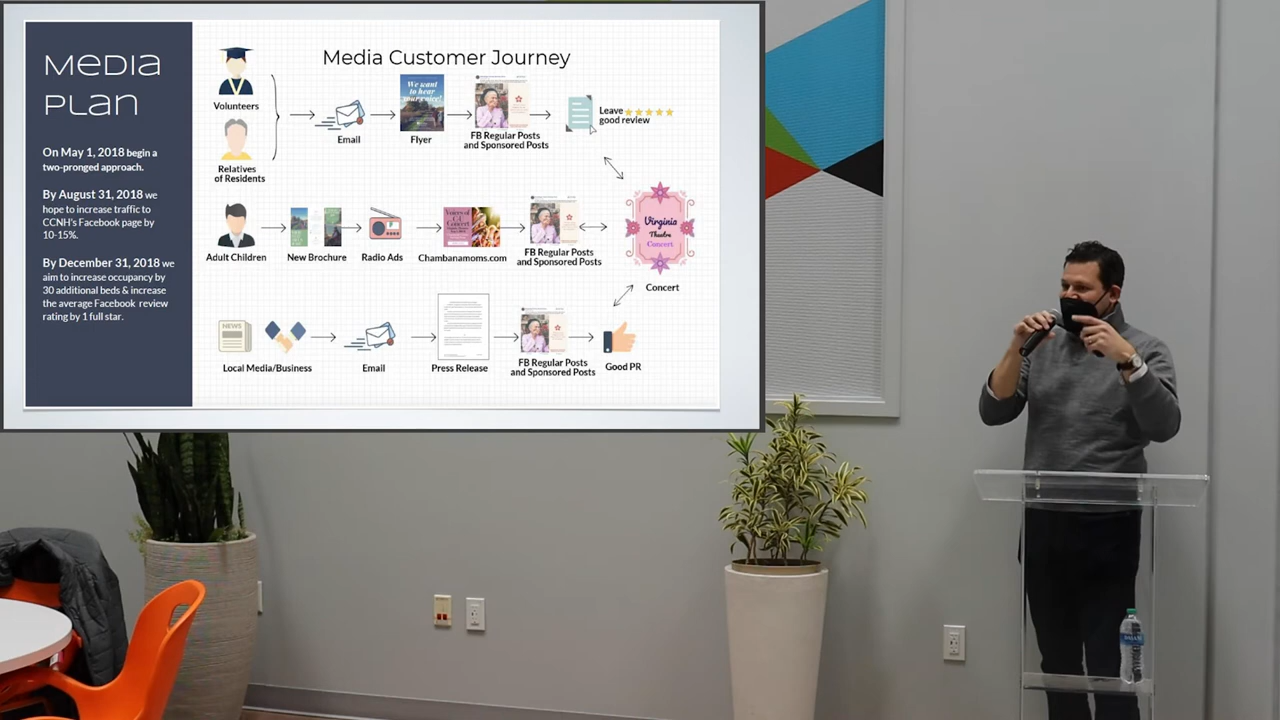 Media
Plan
On May 1, 2018 begin a
two-pronged approach.
By August 31, 2018 we
hope to increase traffic to
CCNH's Facebook page by
10-15%.
By December 31, 2018 we
aim to increase occupancy by
30 additional beds & increase
the average Facebook review
rating by 1 full star.
Media Customer Journey
Volunteers
Relatives
of Residents
Email
We want
to hear
your voice!
Flyer
FB Regular Posts
and Sponsored Posts
Leave
good review
Adult Children
New Brochure
Radio Ads
Chambanamoms.com
FB Regular Posts
and Sponsored Posts
Virginia
Theatre
Concert
Concert
NEWS
Local Media/Business
Email
Press Release
FB Regular Posts
and Sponsored Posts
Good PR